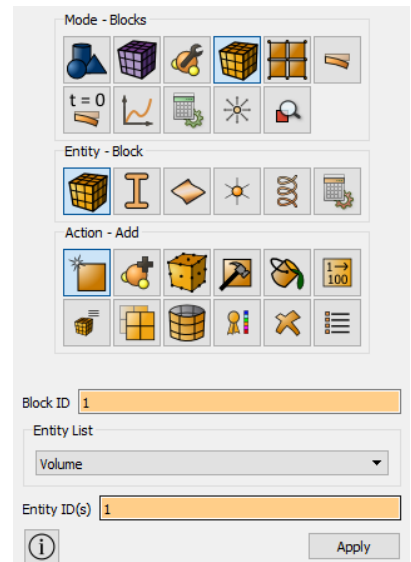 Mode - Blocks
t = 0
Entity - Block
Action - Add
1→
100
Block ID 1
Entity List
Volume
Entity ID(s) 1
i Apply